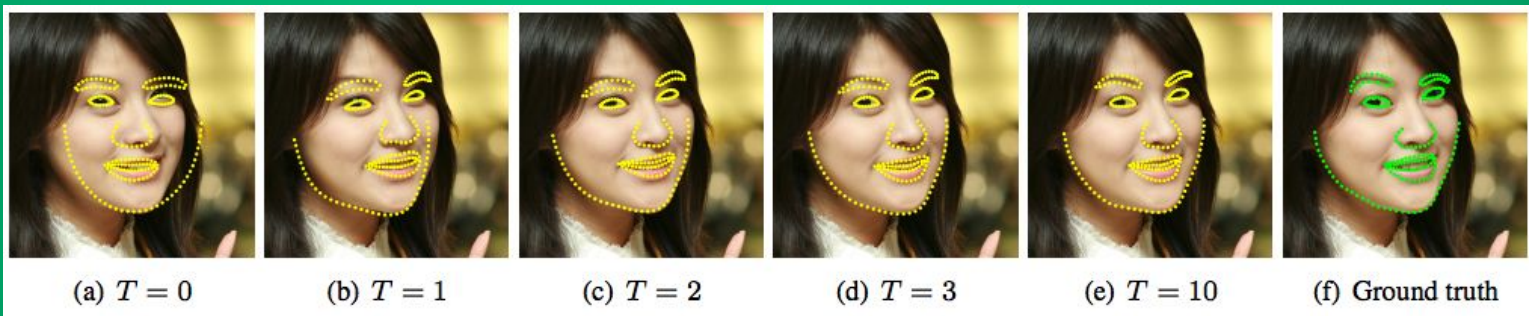 (a) T = 0
(b) T = 1
(c) T = 2
(d) T = 3
(e) T = 10
(f) Ground truth